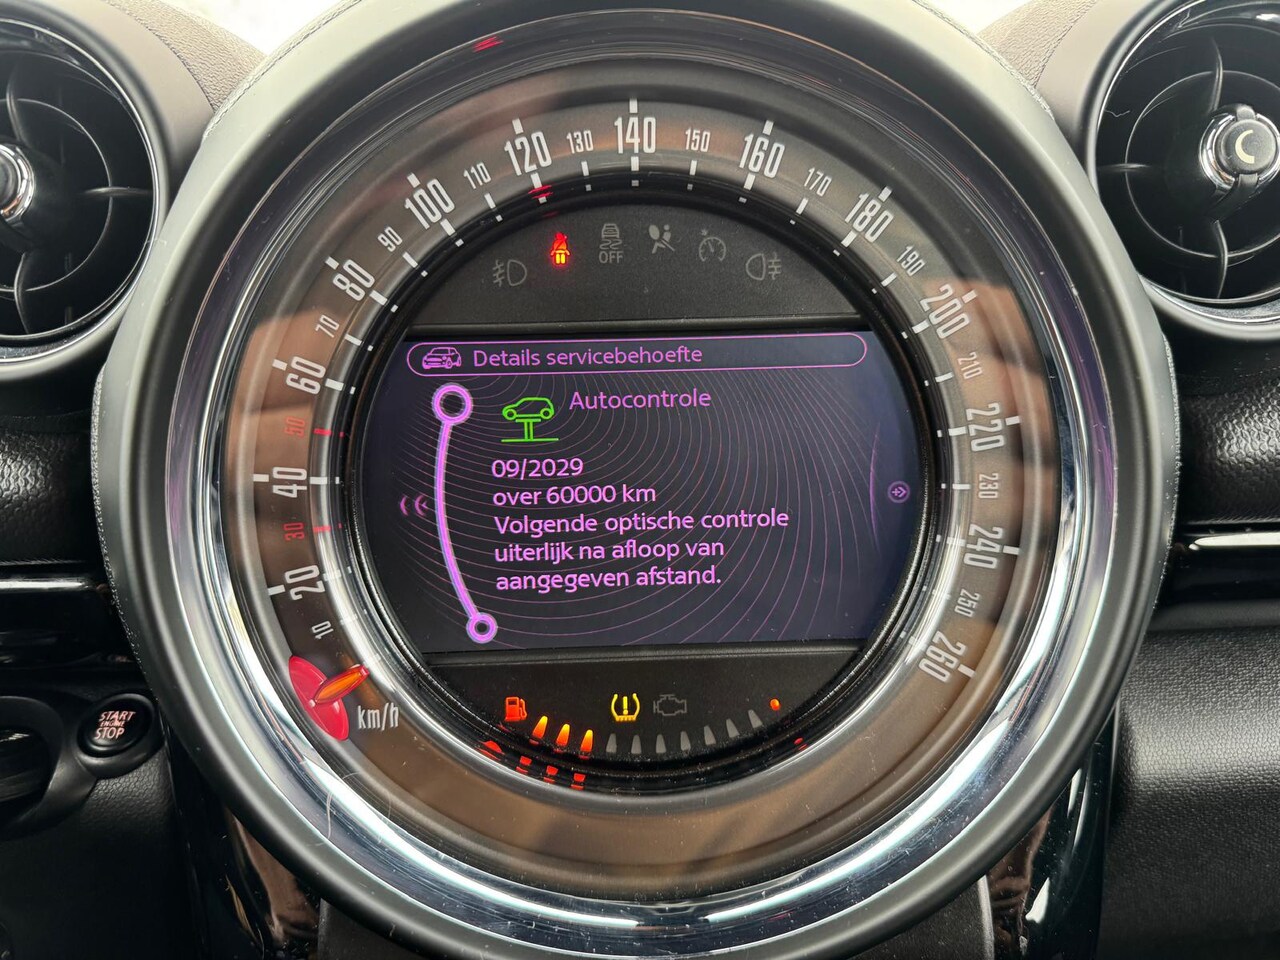 140
130
150
120
160
110
170
100
180
90
190
80
200
70
210
60
220
50
230
40
240
30
250
20
260
10
km/h
OFF
Details servicebehoefte
Autocontrole
09/2029
over 60000 km
Volgende optische controle
uiterlijk na afloop van
aangegeven afstand.
START
ENGINE
STOP